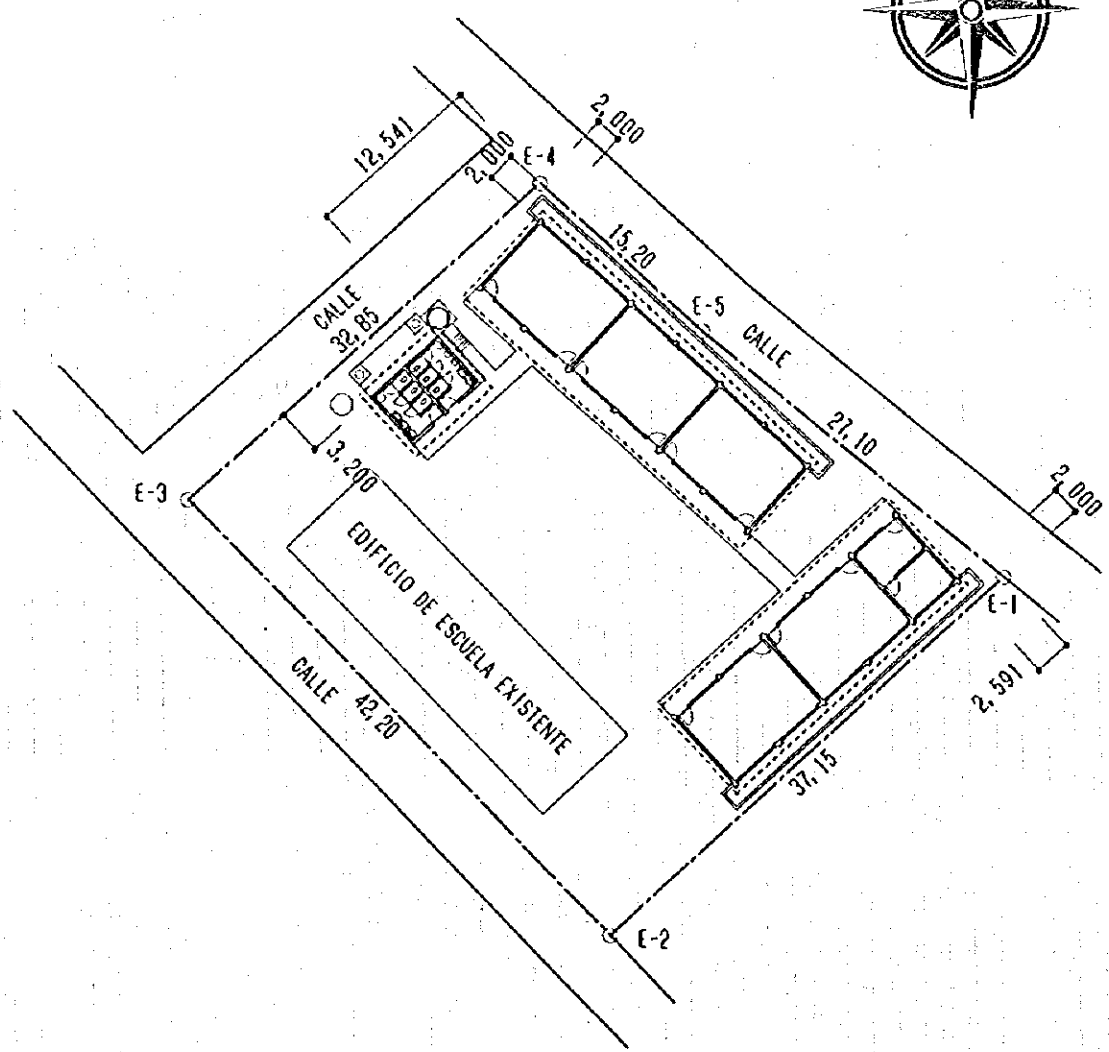 2,000
12,541
2,000
E-4
15,20
E-5
CALLE
CALLE
32,85
27,10
2,000
E-3
3,200
EDIFICIO DE ESCUELA EXISTENTE
E-1
2,591
CALLE 42,20
37,15
E-2